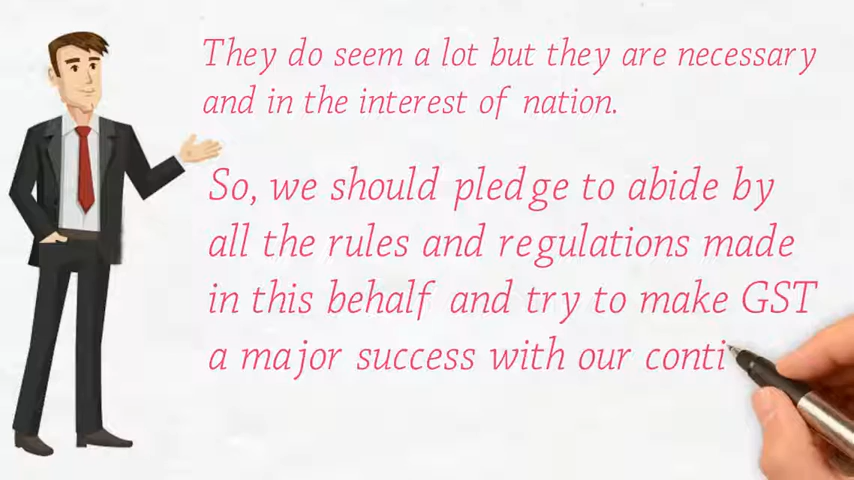 They do seem a lot but they are necessary
and in the interest of nation.
So, we should pledge to abide by
all the rules and regulations made
in this behalf and try to make GST
a major success with our conti